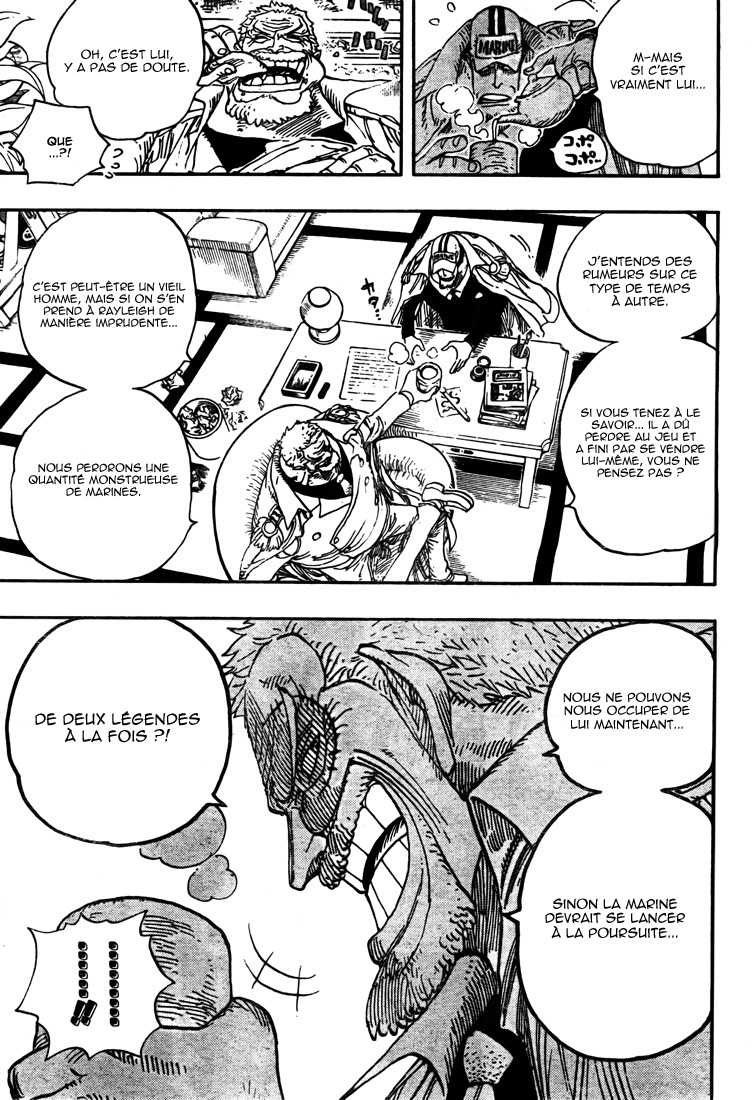 M-MAIS
SI C'EST
VRAIMENT LUI...
MARINE
コポ
コポ…
OH, C'EST LUI,
Y A PAS DE DOUTE.
QUE
...?!
?
J'ENTENDS DES
RUMEURS SUR CE
TYPE DE TEMPS
À AUTRE.
SI VOUS TENEZ À LE
SAVOIR... IL A DÛ
PERDRE AU JEU ET
A FINI PAR SE VENDRE
LUI-MÊME, VOUS NE
PENSEZ PAS ?
C'EST PEUT-ÊTRE UN VIEIL
HOMME, MAIS SI ON S'EN
PREND À RAYLEIGH DE
MANIÈRE IMPRUDENTE...
NOUS PERDRONS UNE
QUANTITÉ MONSTRUEUSE
DE MARINES.
NOUS NE POUVONS
NOUS OCCUPER DE
LUI MAINTENANT...
SINON LA MARINE
DEVRAIT SE LANCER
À LA POURSUITE...
DE DEUX LÉGENDES
À LA FOIS ?!
......!!